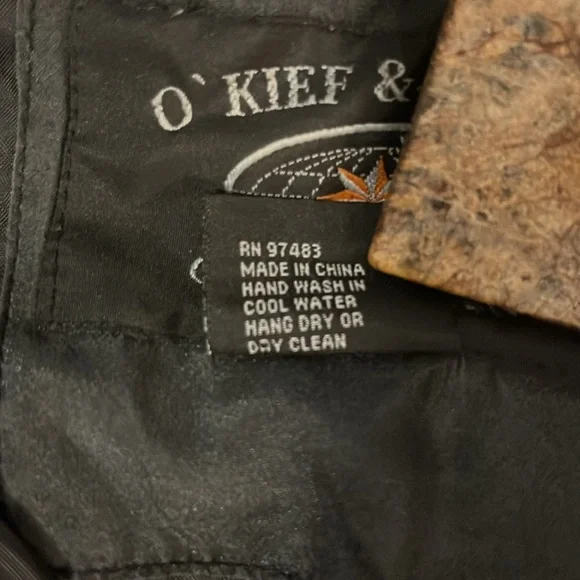 O`KIEF &
RN 97483
MADE IN CHINA
HAND WASH IN
COOL WATER
HANG DRY OR
DRY CLEAN